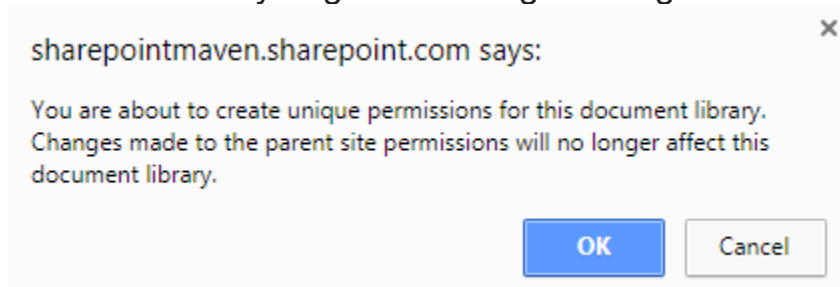 sharepointmaven.sharepoint.com says:
You are about to create unique permissions for this document library.
Changes made to the parent site permissions will no longer affect this
document library.
OK
Cancel